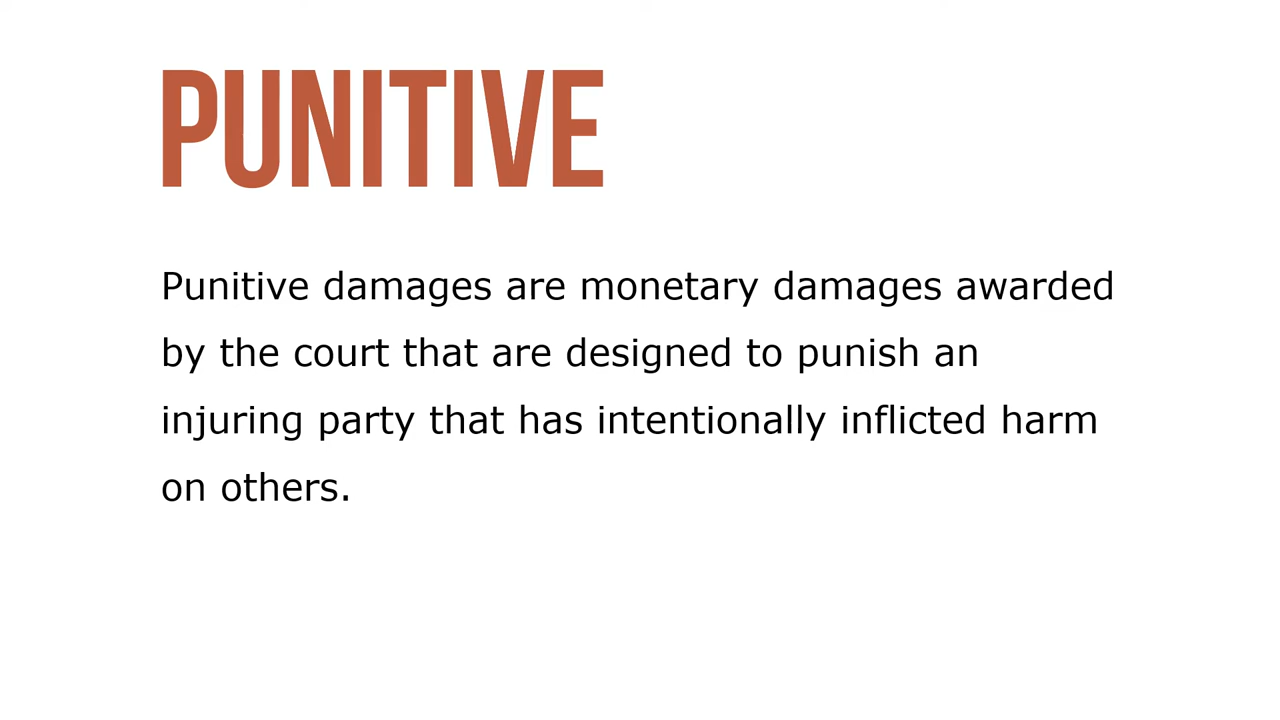 PUNITIVE
Punitive damages are monetary damages awarded
by the court that are designed to punish an
injuring party that has intentionally inflicted harm
on others.